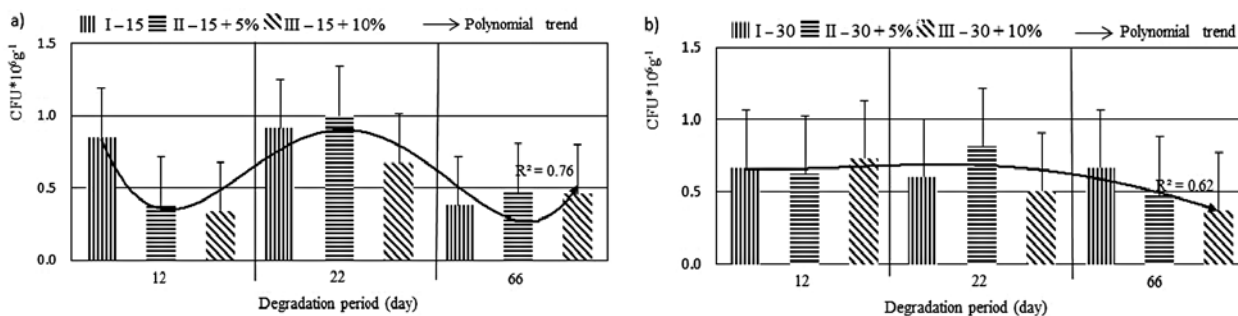 a)
I – 15 II – 15 + 5% III – 15 + 10% Polynomial trend
CFU*10⁶g⁻¹
1.5
1.0
0.5
0.0
R² = 0.76
12 22 66
Degradation period (day)
b)
I – 30 II – 30 + 5% III – 30 + 10% Polynomial trend
CFU*10⁶g⁻¹
1.5
1.0
0.5
0.0
R² = 0.62
12 22 66
Degradation period (day)